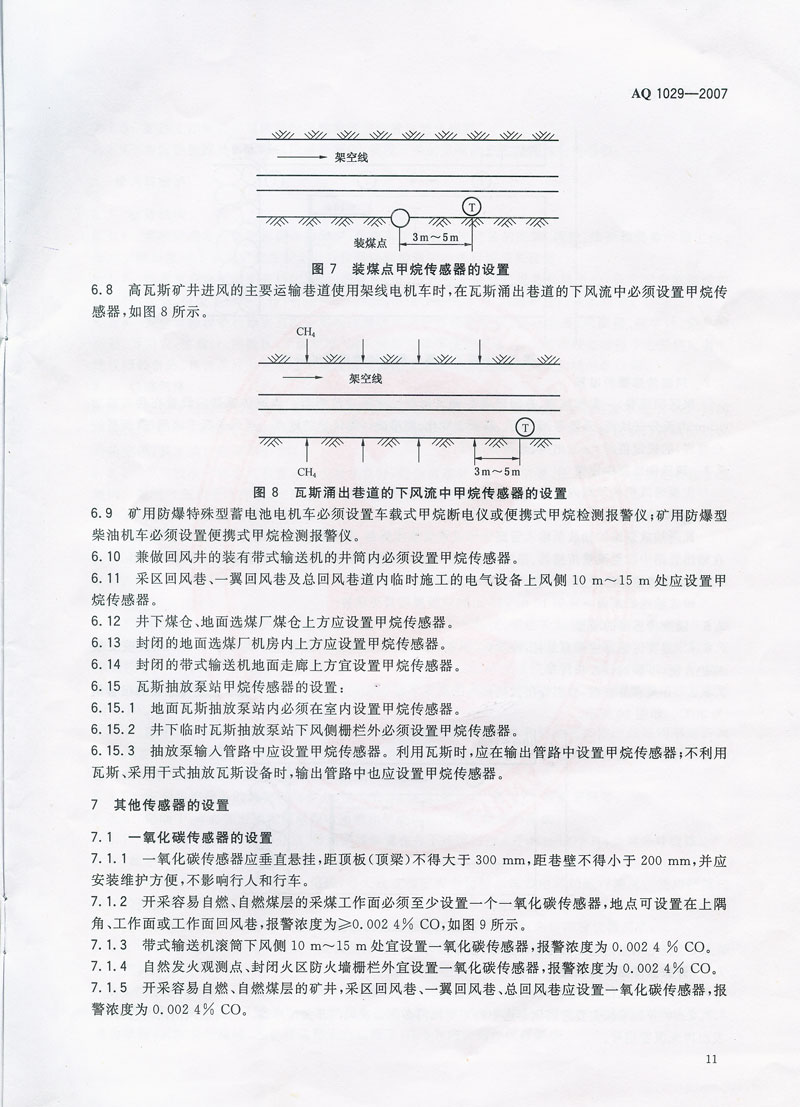 AQ 1029—2007
架空线
T
装煤点
3m～5m
图 7 装煤点甲烷传感器的设置
6.8 高瓦斯矿井进风的主要运输巷道使用架线电机车时,在瓦斯涌出巷道的下风流中必须设置甲烷传
感器,如图 8 所示。
CH₄
架空线
T
CH₄
3m～5m
图 8 瓦斯涌出巷道的下风流中甲烷传感器的设置
6.9 矿用防爆特殊型蓄电池电机车必须设置车载式甲烷断电仪或便携式甲烷检测报警仪;矿用防爆型
柴油机车必须设置便携式甲烷检测报警仪。
6.10 兼做回风井的装有带式输送机的井筒内必须设置甲烷传感器。
6.11 采区回风巷、一翼回风巷及总回风巷道内临时施工的电气设备上风侧 10 m～15 m 处应设置甲
烷传感器。
6.12 井下煤仓、地面选煤厂煤仓上方应设置甲烷传感器。
6.13 封闭的地面选煤厂机房内上方应设置甲烷传感器。
6.14 封闭的带式输送机地面走廊上方宜设置甲烷传感器。
6.15 瓦斯抽放泵站甲烷传感器的设置:
6.15.1 地面瓦斯抽放泵站内必须在室内设置甲烷传感器。
6.15.2 井下临时瓦斯抽放泵站下风侧栅栏外必须设置甲烷传感器。
6.15.3 抽放泵输入管路中应设置甲烷传感器。利用瓦斯时,应在输出管路中设置甲烷传感器;不利用
瓦斯、采用干式抽放瓦斯设备时,输出管路中也应设置甲烷传感器。
7 其他传感器的设置
7.1 一氧化碳传感器的设置
7.1.1 一氧化碳传感器应垂直悬挂,距顶板(顶梁)不得大于 300 mm,距巷壁不得小于 200 mm,并应
安装维护方便,不影响行人和行车。
7.1.2 开采容易自燃、自燃煤层的采煤工作面必须至少设置一个一氧化碳传感器,地点可设置在上隅
角、工作面或工作面回风巷,报警浓度为≥0.002 4% CO,如图 9 所示。
7.1.3 带式输送机滚筒下风侧 10 m～15 m 处宜设置一氧化碳传感器,报警浓度为 0.002 4 % CO。
7.1.4 自然发火观测点、封闭火区防火墙栅栏外宜设置一氧化碳传感器,报警浓度为 0.002 4% CO。
7.1.5 开采容易自燃、自燃煤层的矿井,采区回风巷、一翼回风巷、总回风巷应设置一氧化碳传感器,报
警浓度为 0.002 4% CO。
11